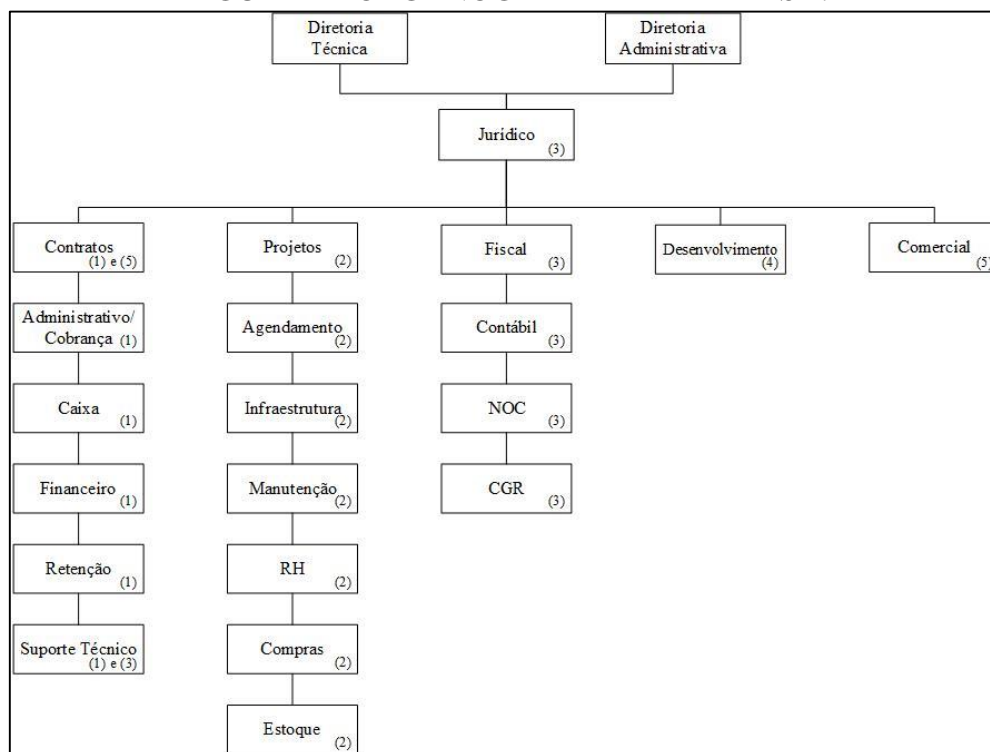 Diretoria
Técnica
Diretoria
Administrativa
Jurídico
(3)
Contratos
(1) e (5)
Projetos
(2)
Fiscal
(3)
Desenvolvimento
(4)
Comercial
(5)
Administrativo/
Cobrança (1)
Agendamento
(2)
Contábil
(3)
Caixa
(1)
Infraestrutura
(2)
NOC
(3)
Financeiro
(1)
Manutenção
(2)
CGR
(3)
Retenção
(1)
RH
(2)
Suporte Técnico
(1) e (3)
Compras
(2)
Estoque
(2)